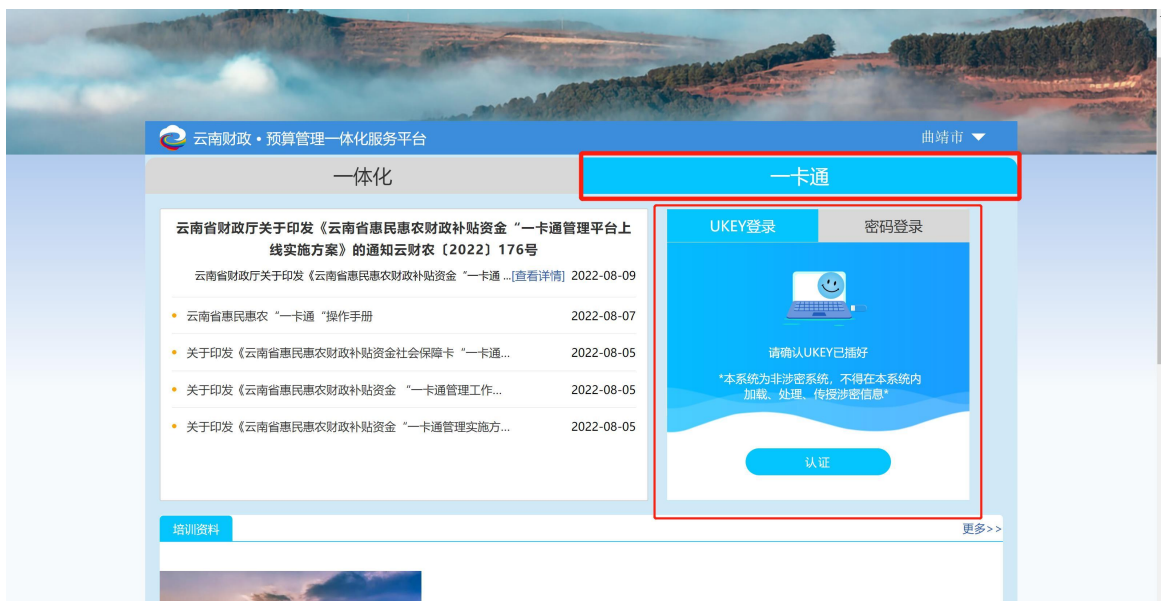 云南财政·预算管理一体化服务平台
曲靖市
一体化
一卡通
云南省财政厅关于印发《云南省惠民惠农财政补贴资金“一卡通管理平台上
线实施方案》的通知云财农〔2022〕176号
云南省财政厅关于印发《云南省惠民惠农财政补贴资金“一卡通 ...[查看详情] 2022-08-09
云南省惠民惠农“一卡通“操作手册 2022-08-07
关于印发《云南省惠民惠农财政补贴资金社会保障卡“一卡通... 2022-08-05
关于印发《云南省惠民惠农财政补贴资金 “一卡通管理工作... 2022-08-05
关于印发《云南省惠民惠农财政补贴资金“一卡通管理实施方... 2022-08-05
UKEY登录
密码登录
请确认UKEY已插好
*本系统为非涉密系统，不得在本系统内
加载、处理、传授涉密信息*
认证
培训资料
更多>>